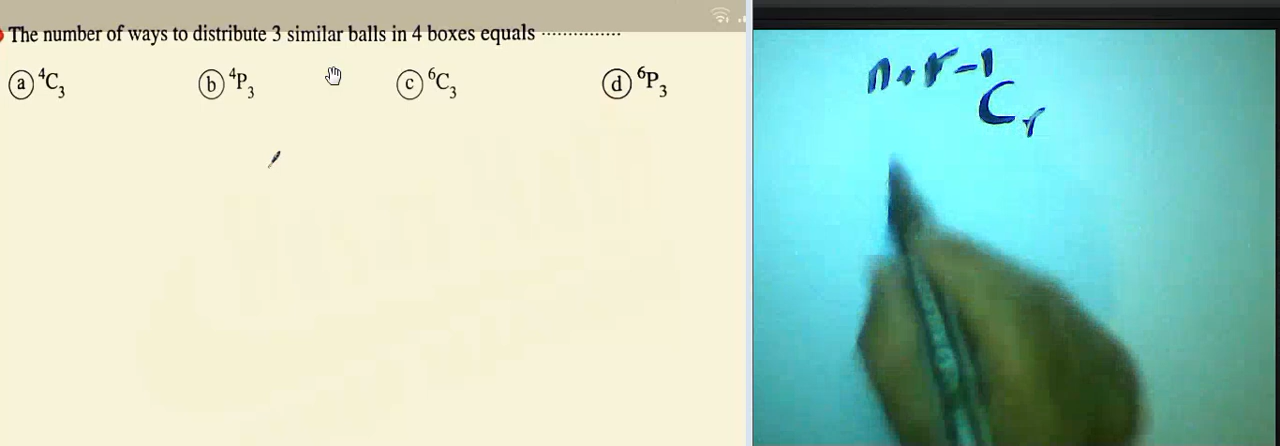 The number of ways to distribute 3 similar balls in 4 boxes equals ...............
(a) ⁴C₃ (b) ⁴P₃ (c) ⁶C₃ (d) ⁶P₃
n+r-1
Cr